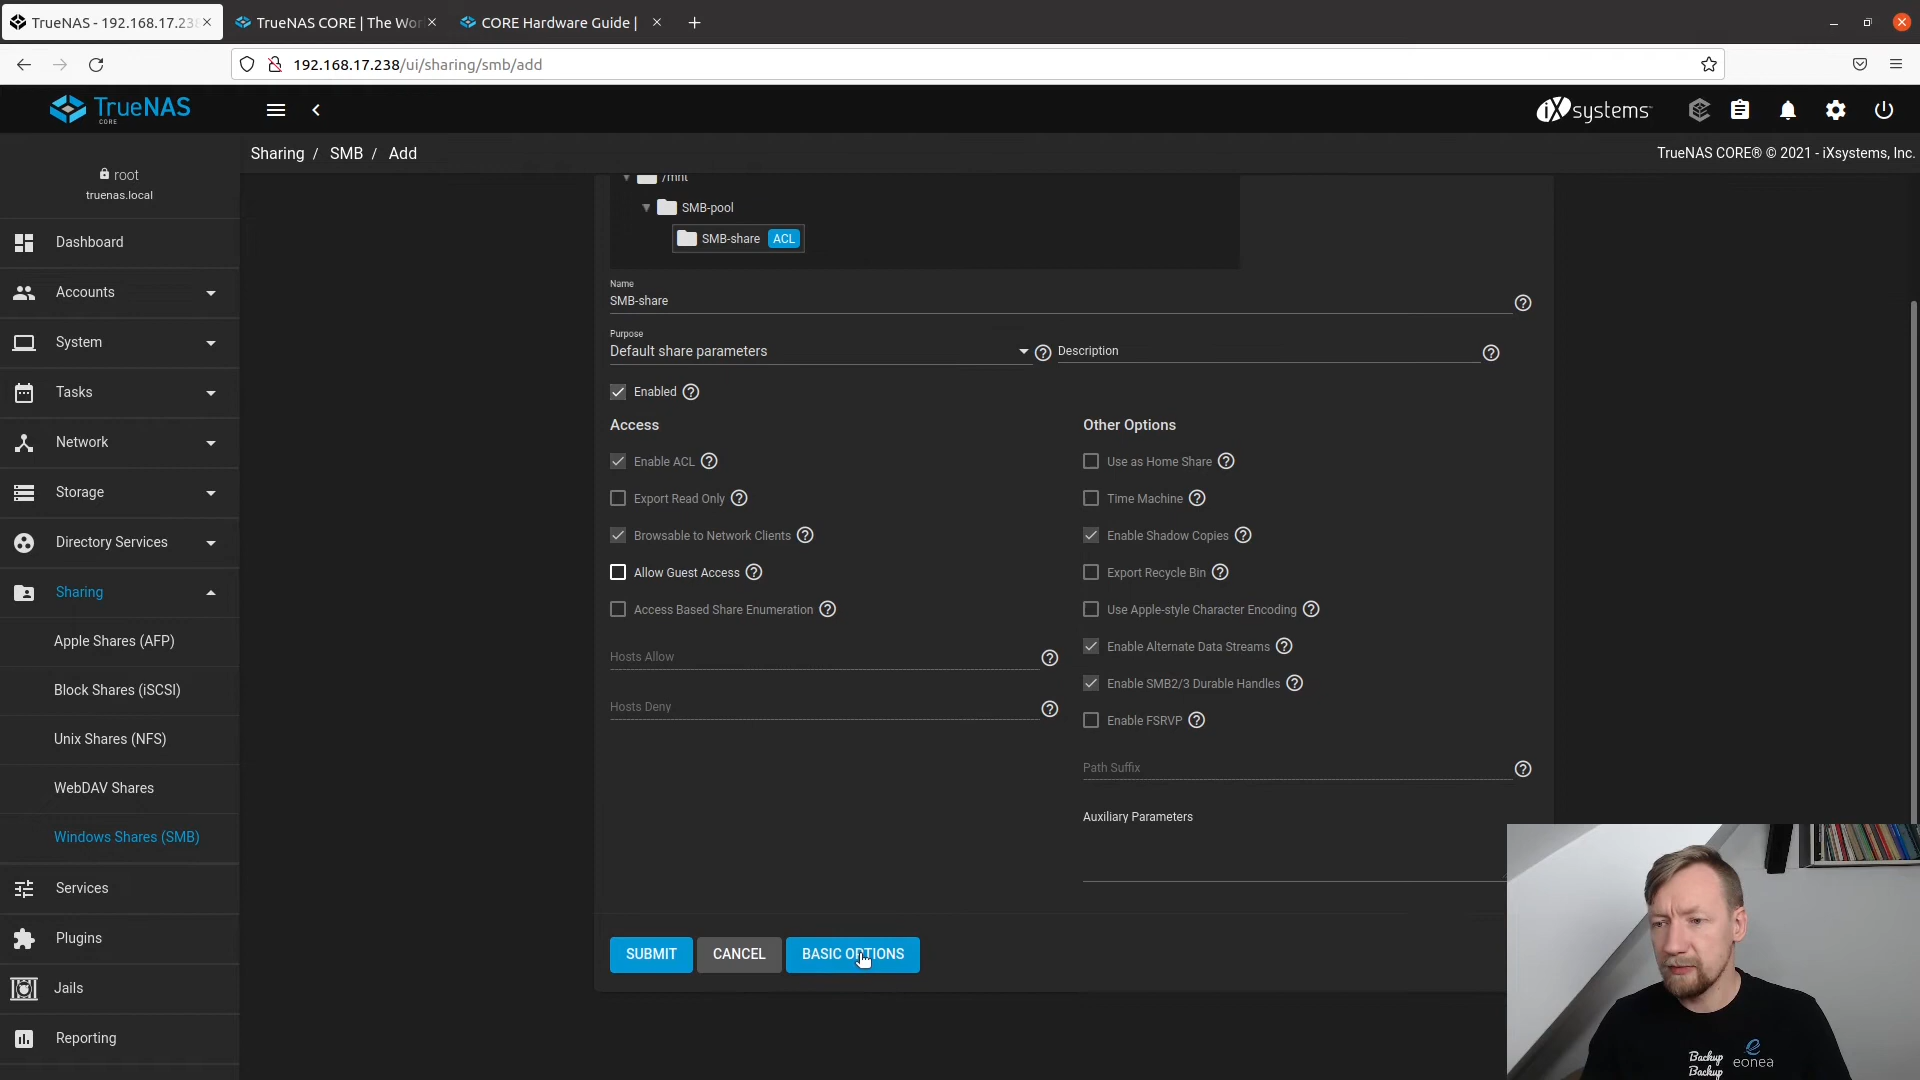 TrueNAS - 192.168.17.23
TrueNAS CORE | The Wor
CORE Hardware Guide |
192.168.17.238/ui/sharing/smb/add
TrueNAS
CORE
iXsystems
Sharing / SMB / Add
TrueNAS CORE® © 2021 - iXsystems, Inc.
root
truenas.local
Dashboard
Accounts
System
Tasks
Network
Storage
Directory Services
Sharing
Apple Shares (AFP)
Block Shares (iSCSI)
Unix Shares (NFS)
WebDAV Shares
Windows Shares (SMB)
Services
Plugins
Jails
Reporting
/mnt
SMB-pool
SMB-share ACL
Name
SMB-share
Purpose
Default share parameters
Description
Enabled
Access
Enable ACL
Export Read Only
Browsable to Network Clients
Allow Guest Access
Access Based Share Enumeration
Hosts Allow
Hosts Deny
Other Options
Use as Home Share
Time Machine
Enable Shadow Copies
Export Recycle Bin
Use Apple-style Character Encoding
Enable Alternate Data Streams
Enable SMB2/3 Durable Handles
Enable FSRVP
Path Suffix
Auxiliary Parameters
SUBMIT
CANCEL
BASIC OPTIONS
Backup
Backup
eonea